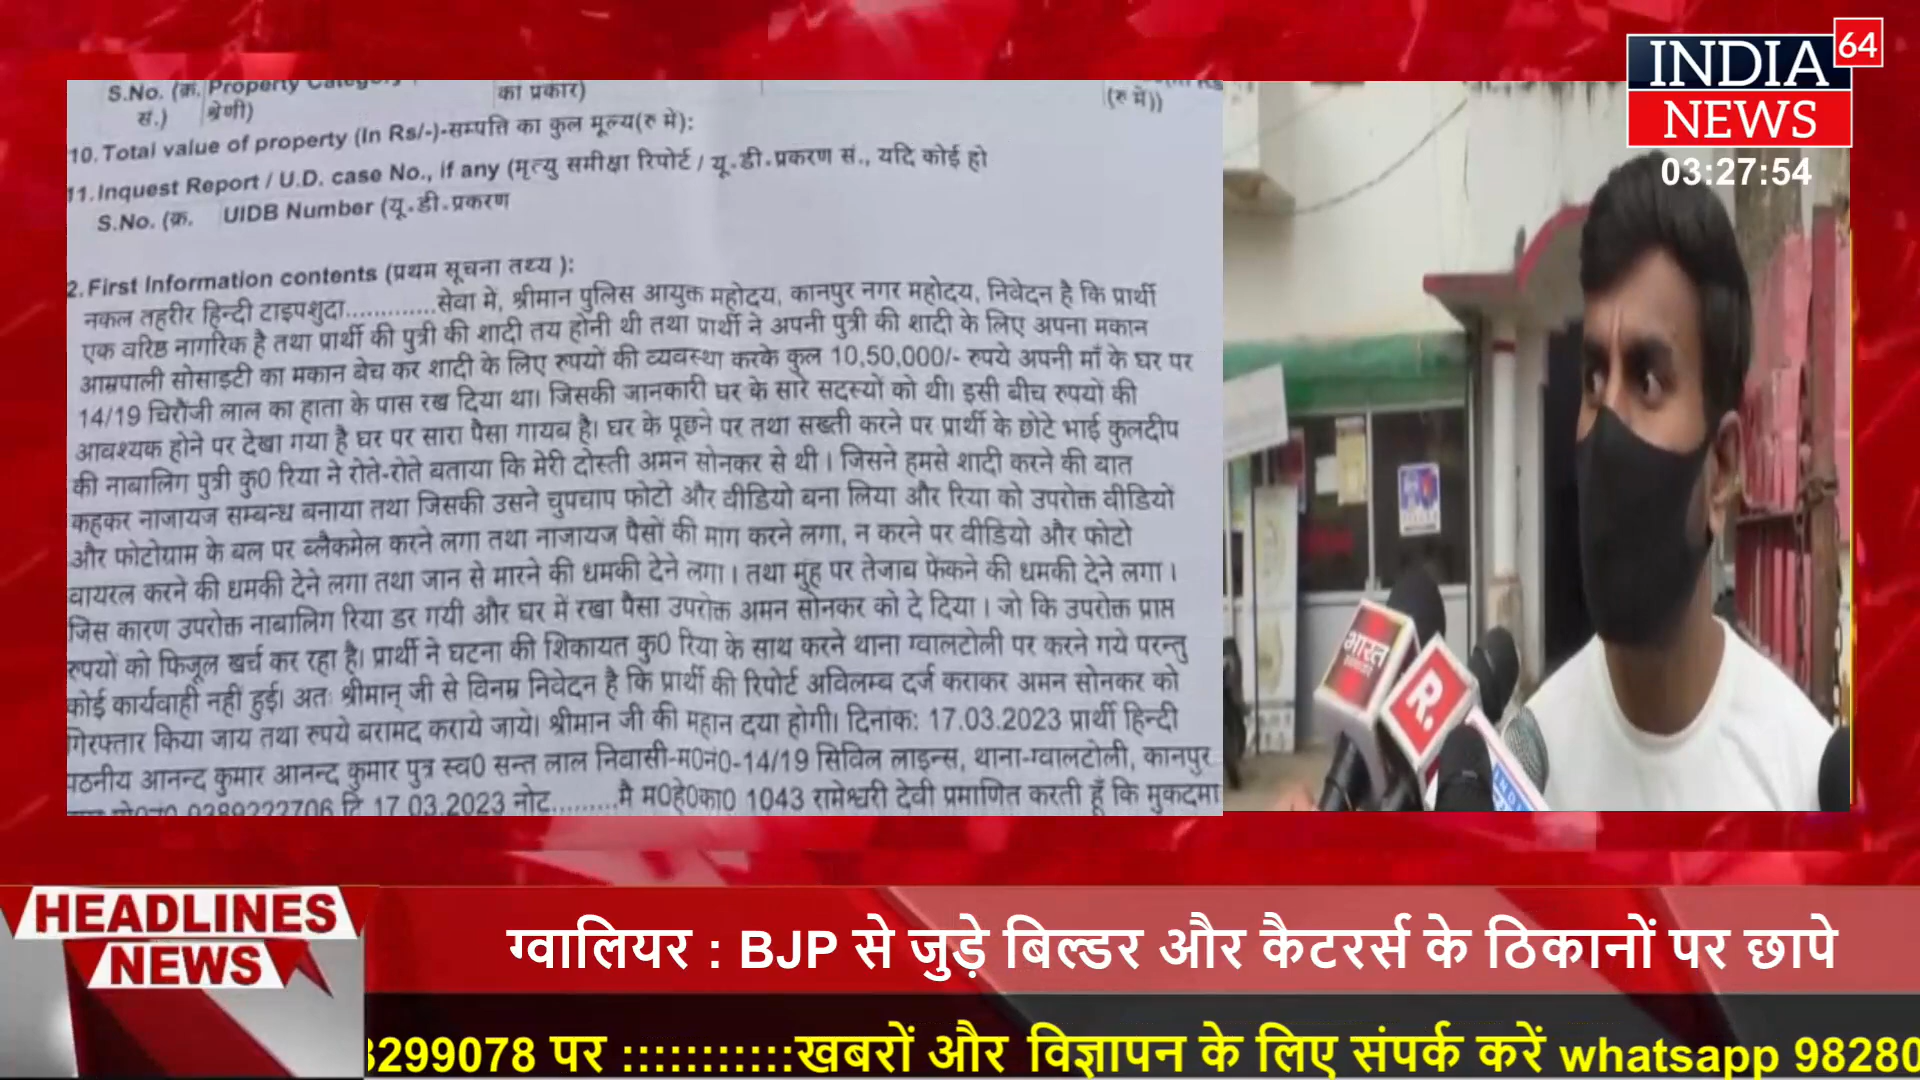 S.No. (क्र. Property Category
का प्रकार)
(रु में))
सं.) श्रेणी)
10. Total value of property (In Rs/-)-सम्पति का कुल मूल्य(रु में):
11. Inquest Report / U.D. case No., if any (मृत्यु समीक्षा रिपोर्ट / यू.डी.प्रकरण सं., यदि कोई हो
S.No. (क्र. UIDB Number (यू.डी.प्रकरण
2. First Information contents (प्रथम सूचना तथ्य ):
नकल तहरीर हिन्दी टाइपशुदा.............सेवा में, श्रीमान पुलिस आयुक्त महोदय, कानपुर नगर महोदय, निवेदन है कि प्रार्थी
एक वरिष्ठ नागरिक है तथा प्रार्थी की पुत्री की शादी तय होनी थी तथा प्रार्थी ने अपनी पुत्री की शादी के लिए अपना मकान
आम्रपाली सोसाइटी का मकान बेच कर शादी के लिए रुपयों की व्यवस्था करके कुल 10,50,000/- रुपये अपनी माँ के घर पर
14/19 चिरौंजी लाल का हाता के पास रख दिया था। जिसकी जानकारी घर के सारे सदस्यों को थी। इसी बीच रुपयों की
आवश्यक होने पर देखा गया है घर पर सारा पैसा गायब है। घर के पूछने पर तथा सख्ती करने पर प्रार्थी के छोटे भाई कुलदीप
की नाबालिग पुत्री कु0 रिया ने रोते-रोते बताया कि मेरी दोस्ती अमन सोनकर से थी । जिसने हमसे शादी करने की बात
कहकर नाजायज सम्बन्ध बनाया तथा जिसकी उसने चुपचाप फोटो और वीडियो बना लिया और रिया को उपरोक्त वीडियों
और फोटोग्राम के बल पर ब्लैकमेल करने लगा तथा नाजायज पैसों की माग करने लगा, न करने पर वीडियो और फोटो
वायरल करने की धमकी देने लगा तथा जान से मारने की धमकी देने लगा । तथा मुंह पर तेजाब फेकने की धमकी देने लगा ।
जिस कारण उपरोक्त नाबालिग रिया डर गयी और घर में रखा पैसा उपरोक्त अमन सोनकर को दे दिया । जो कि उपरोक्त प्राप्त
रुपयों को फिजूल खर्च कर रहा है। प्रार्थी ने घटना की शिकायत कु0 रिया के साथ करने थाना ग्वालटोली पर करने गये परन्तु
कोई कार्यवाही नहीं हुई। अतः श्रीमान् जी से विनम्र निवेदन है कि प्रार्थी की रिपोर्ट अविलम्ब दर्ज कराकर अमन सोनकर को
गिरफ्तार किया जाय तथा रुपये बरामद कराये जाये। श्रीमान जी की महान दया होगी। दिनांक: 17.03.2023 प्रार्थी हिन्दी
पठनीय आनन्द कुमार आनन्द कुमार पुत्र स्व0 सन्त लाल निवासी-म0नं0-14/19 सिविल लाइन्स, थाना-ग्वालटोली, कानपुर
17.03.2023 नोट.........मै म0हे0का0 1043 रामेश्वरी देवी प्रमाणित करती हूँ कि मुकदमा
INDIA 64
NEWS
03:27:54
भारत
R.
HEADLINES
NEWS
ग्वालियर : BJP से जुड़े बिल्डर और कैटरर्स के ठिकानों पर छापे
3299078 पर :::::::::::खबरों और विज्ञापन के लिए संपर्क करें whatsapp 98280